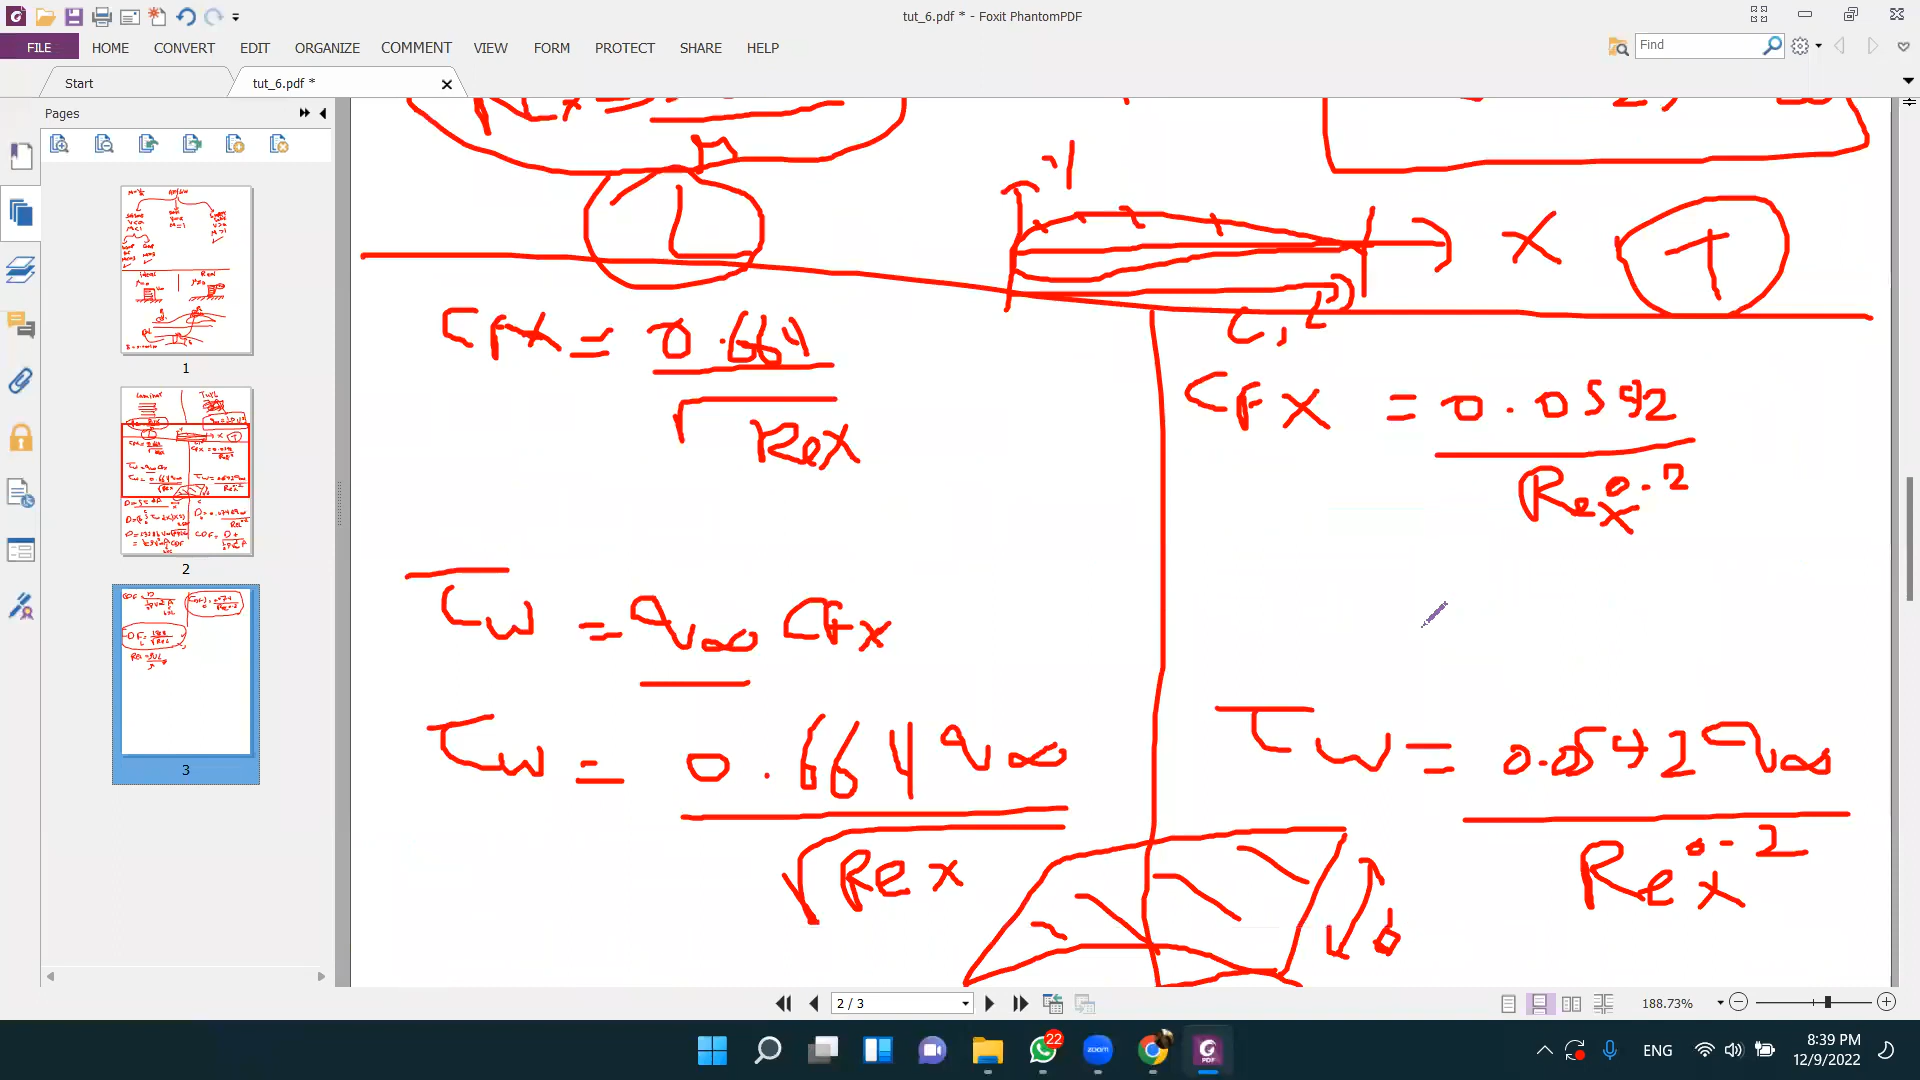 tut_6.pdf * - Foxit PhantomPDF
FILE HOME CONVERT EDIT ORGANIZE COMMENT VIEW FORM PROTECT SHARE HELP
Find
Start tut_6.pdf *
Pages
1
2
3
L
x
T
C,2
CFx = 0.664
√Rex
CFx = 0.0592
Rex^0.2
τw = q∞ CFx
τw = 0.664 q∞
√Rex
τw = 0.0592 q∞
Rex^0.2
b
2 / 3
188.73%
22
zoom
PDF
ENG
8:39 PM
12/9/2022